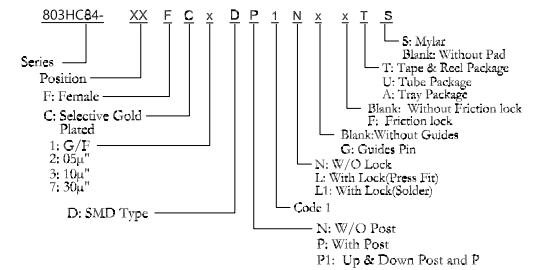 803HC84- XX F C x D P 1 N x x T S
S: Mylar
Blank: Without Pad
Series
T: Tape & Reel Package
Position
U: Tube Package
F: Female
A: Tray Package
C: Selective Gold
Plated
Blank: Without Friction lock
F: Friction lock
1: G/F
2: 05µ"
3: 10µ"
7: 30µ"
Blank:Without Guides
G: Guides Pin
N: W/O Lock
L: With Lock(Press Fit)
L1: With Lock(Solder)
D: SMD Type
Code 1
N: W/O Post
P: With Post
P1: Up & Down Post and P